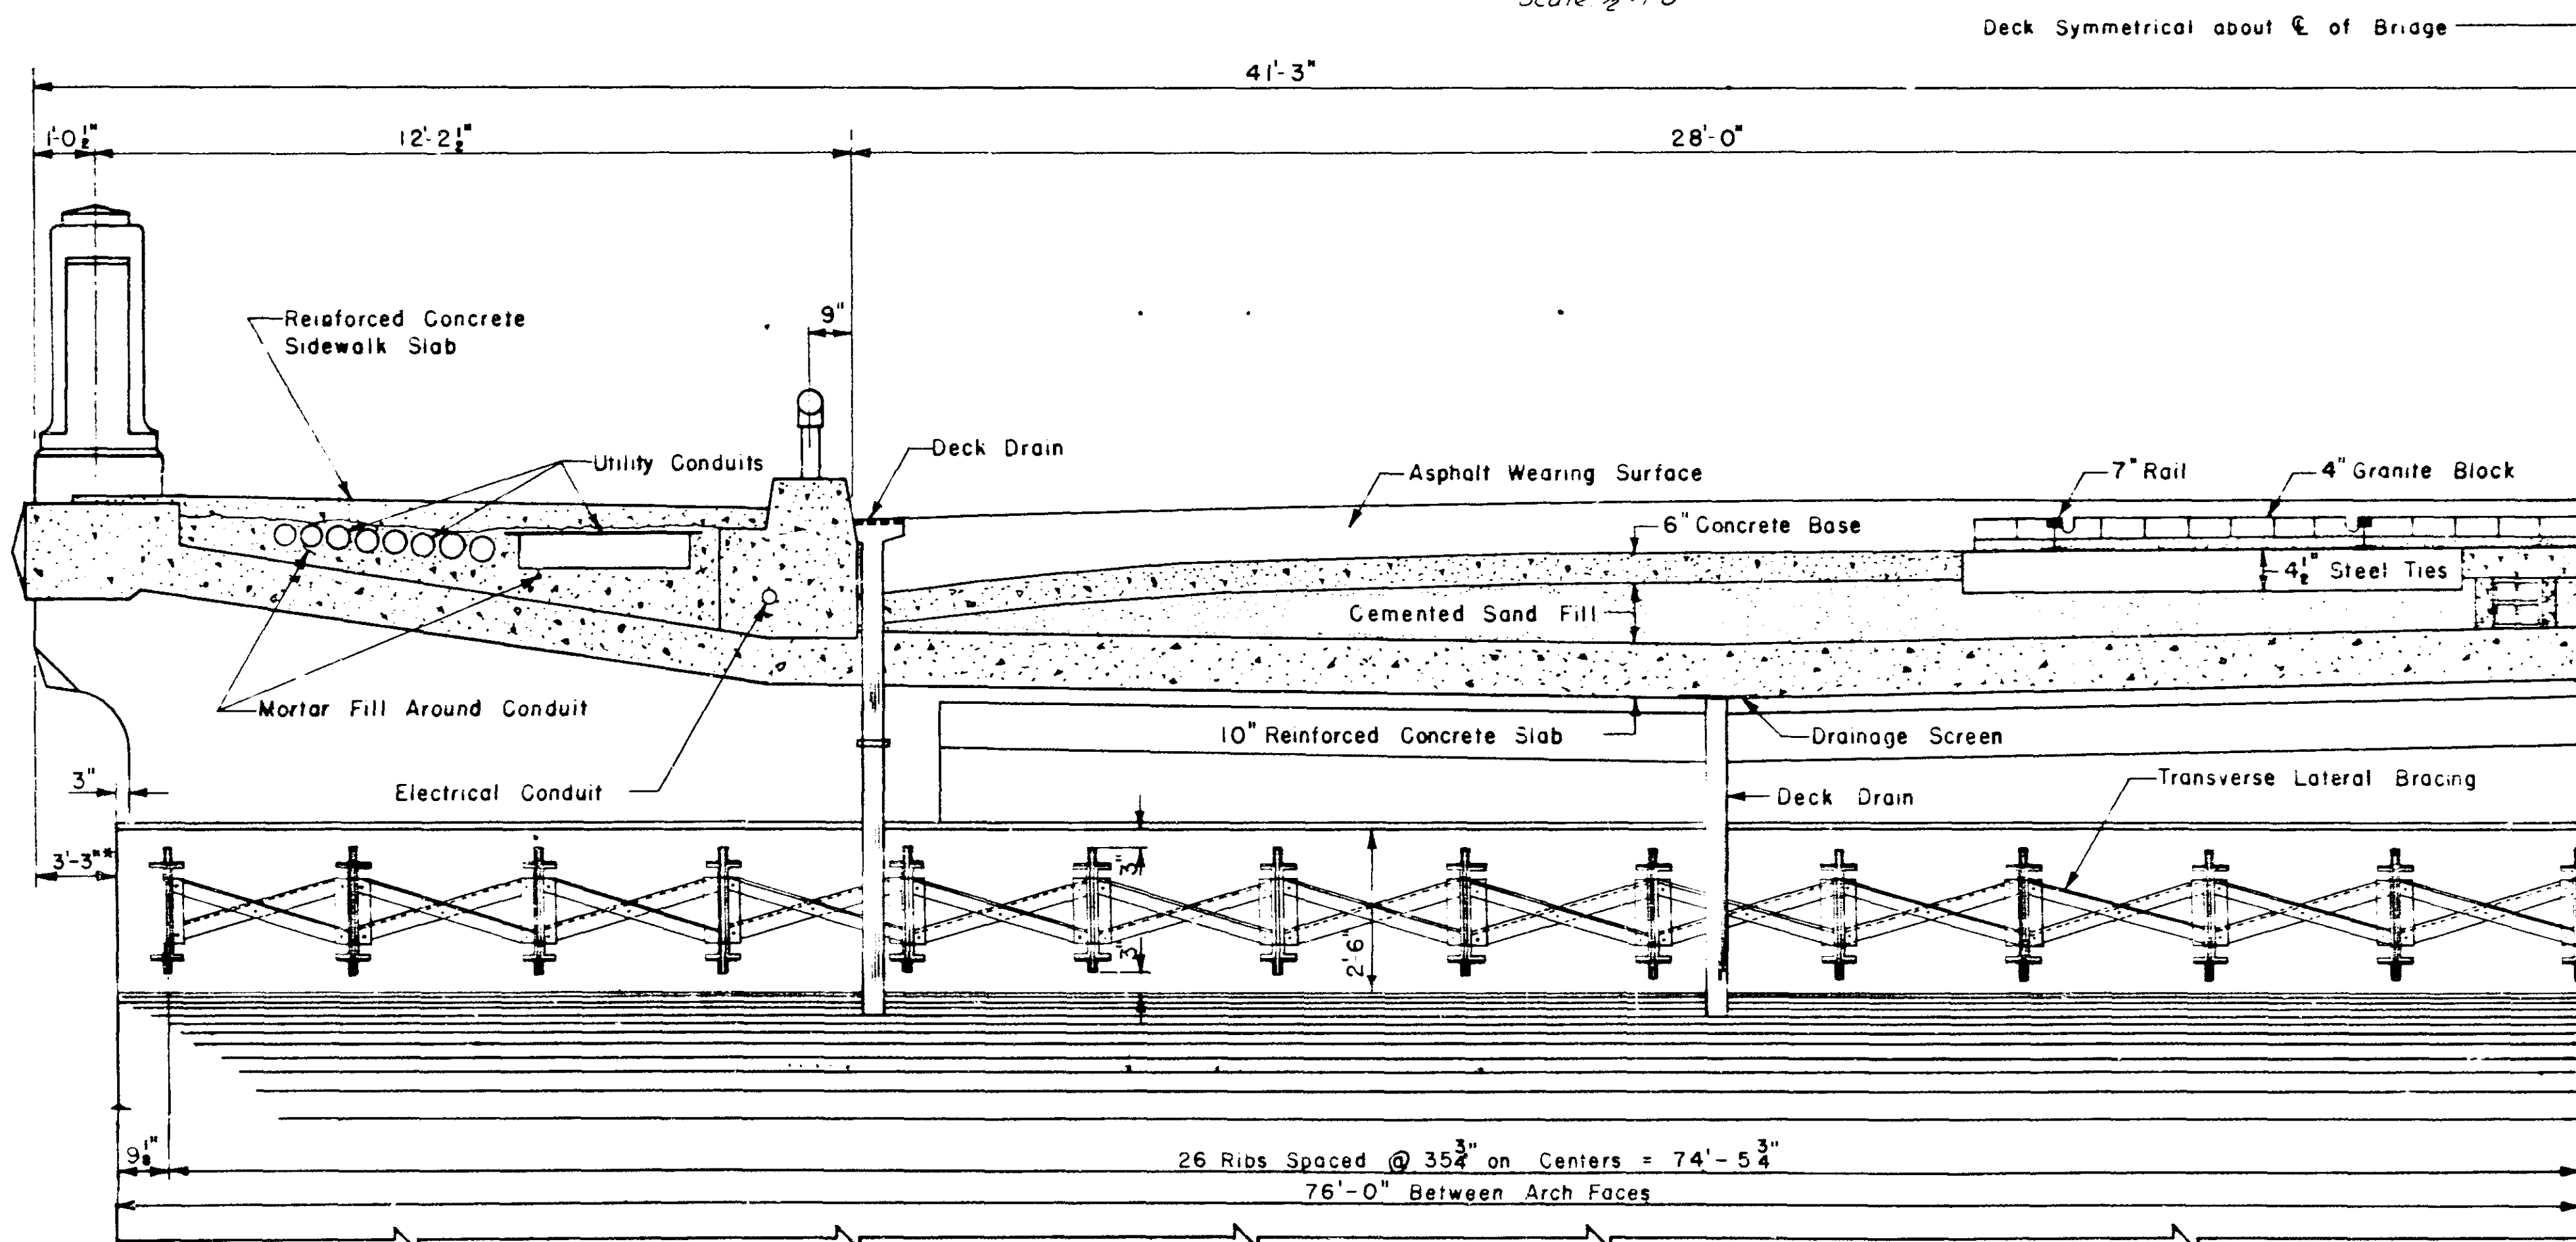 Deck Symmetrical about ℄ of Bridge
41'-3"
1'-0½"
12'-2½"
28'-0"
9"
Reinforced Concrete
Sidewalk Slab
Utility Conduits
Deck Drain
Asphalt Wearing Surface
7" Rail
4" Granite Block
6" Concrete Base
4½" Steel Ties
Cemented Sand Fill
Mortar Fill Around Conduit
10" Reinforced Concrete Slab
Drainage Screen
3"
Electrical Conduit
Deck Drain
Transverse Lateral Bracing
3'-3"*
3"
3"
2'-6"
9⅛"
26 Ribs Spaced @ 35¾" on Centers = 74'-5¾"
76'-0" Between Arch Faces